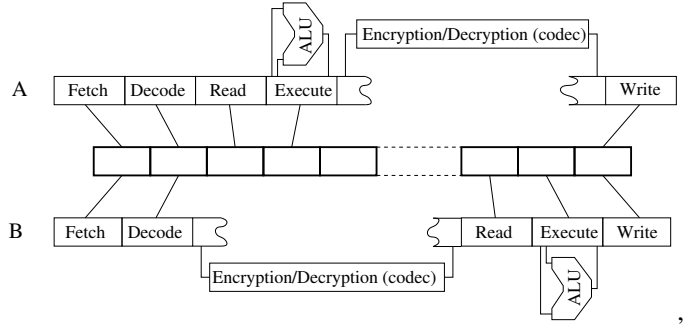 ALU
Encryption/Decryption (codec)
A
Fetch Decode Read Execute Write
B
Fetch Decode Read Execute Write
Encryption/Decryption (codec)
ALU
,